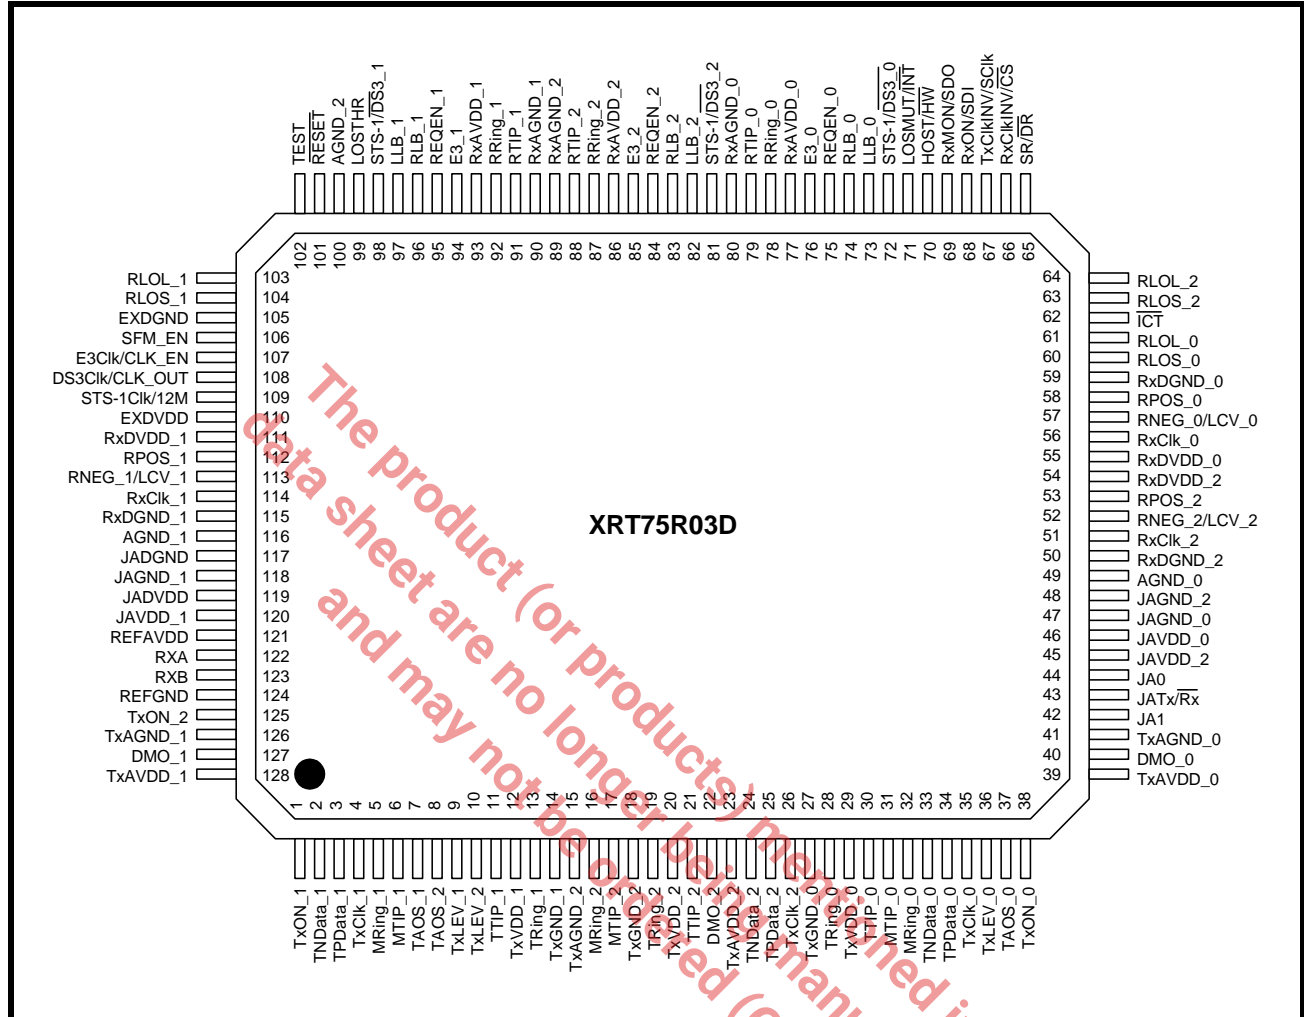 TEST
RESET
AGND_2
LOSTHR
STS-1/DS3_1
LLB_1
RLB_1
REQEN_1
E3_1
RxAVDD_1
RRing_1
RTIP_1
RxAGND_1
RxAGND_2
RTIP_2
RRing_2
RxAVDD_2
E3_2
REQEN_2
RLB_2
LLB_2
STS-1/DS3_2
RxAGND_0
RTIP_0
RRing_0
RxAVDD_0
E3_0
REQEN_0
RLB_0
LLB_0
STS-1/DS3_0
LOSMUT/INT
HOST/HW
RxMON/SDO
RxON/SDI
TxClkINV/SClk
RxClkINV/CS
SR/DR
102 101 100 99 98 97 96 95 94 93 92 91 90 89 88 87 86 85 84 83 82 81 80 79 78 77 76 75 74 73 72 71 70 69 68 67 66 65
RLOL_1 103
RLOS_1 104
EXDGND 105
SFM_EN 106
E3Clk/CLK_EN 107
DS3Clk/CLK_OUT 108
STS-1Clk/12M 109
EXDVDD 110
RxDVDD_1 111
RPOS_1 112
RNEG_1/LCV_1 113
RxClk_1 114
RxDGND_1 115
AGND_1 116
JADGND 117
JAGND_1 118
JADVDD 119
JAVDD_1 120
REFAVDD 121
RXA 122
RXB 123
REFGND 124
TxON_2 125
TxAGND_1 126
DMO_1 127
TxAVDD_1 128
XRT75R03D
64 RLOL_2
63 RLOS_2
62 ICT
61 RLOL_0
60 RLOS_0
59 RxDGND_0
58 RPOS_0
57 RNEG_0/LCV_0
56 RxClk_0
55 RxDVDD_0
54 RxDVDD_2
53 RPOS_2
52 RNEG_2/LCV_2
51 RxClk_2
50 RxDGND_2
49 AGND_0
48 JAGND_2
47 JAGND_0
46 JAVDD_0
45 JAVDD_2
44 JA0
43 JATx/Rx
42 JA1
41 TxAGND_0
40 DMO_0
39 TxAVDD_0
1 2 3 4 5 6 7 8 9 10 11 12 13 14 15 16 17 18 19 20 21 22 23 24 25 26 27 28 29 30 31 32 33 34 35 36 37 38
TxON_1
TNData_1
TPData_1
TxClk_1
MRing_1
MTIP_1
TAOS_1
TAOS_2
TxLEV_1
TxLEV_2
TTIP_1
TxVDD_1
TRing_1
TxGND_1
TxAGND_2
MRing_2
MTIP_2
TxGND_2
TRing_2
TxVDD_2
TTIP_2
DMO_2
TxAVDD_2
TNData_2
TPData_2
TxClk_2
TxGND_0
TRing_0
TxVDD_0
TTIP_0
MTIP_0
MRing_0
TNData_0
TPData_0
TxClk_0
TxLEV_0
TAOS_0
TxON_0
The product (or products) mentioned
data sheet are no longer being
and may not be ordered